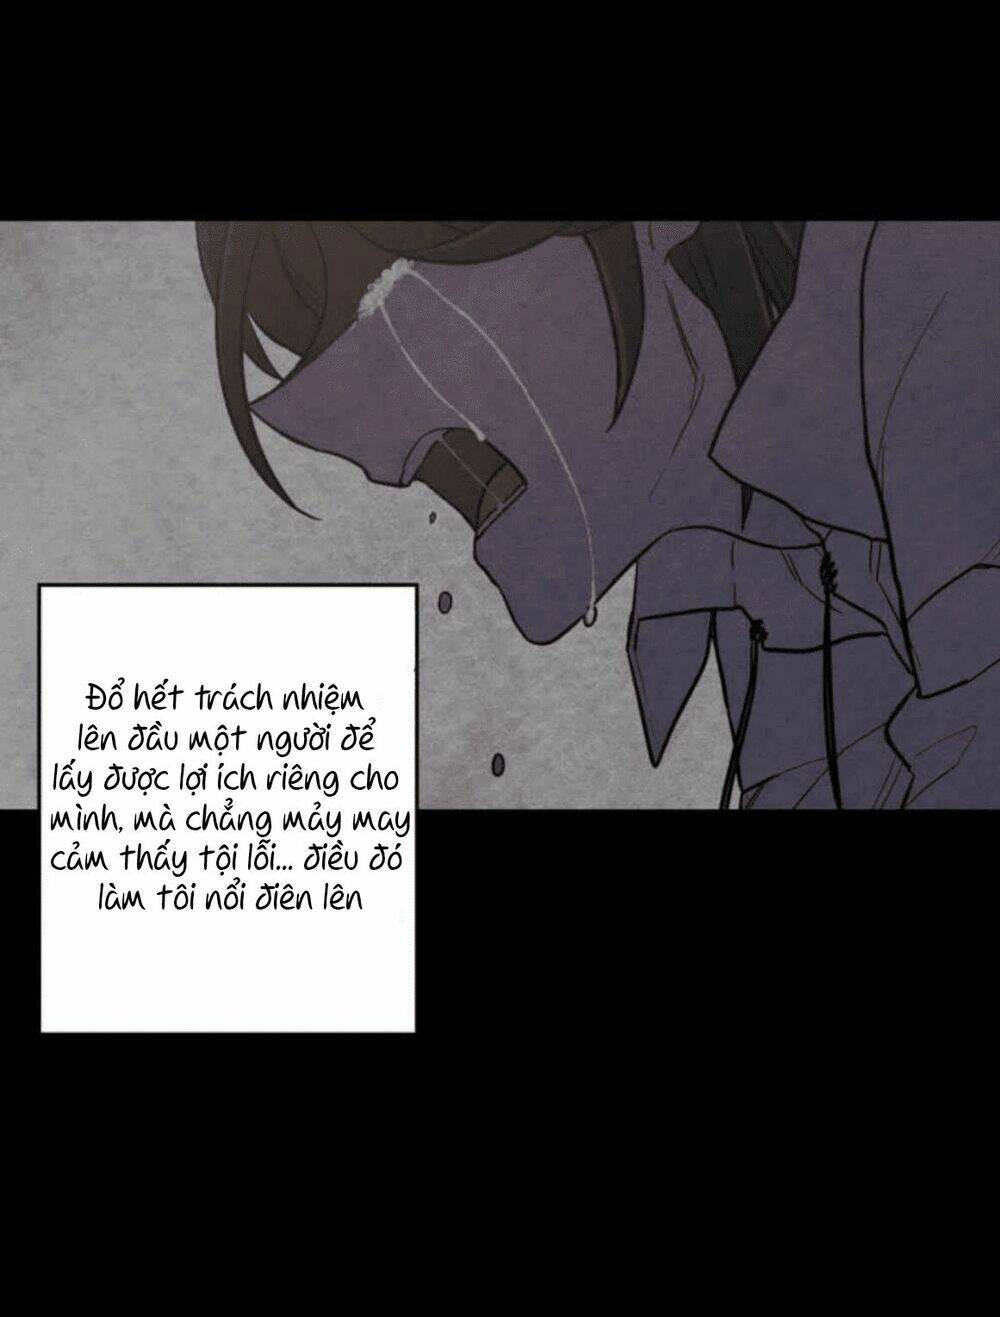 Đổ hết trách nhiệm
lên đầu một người để
lấy được lợi ích riêng cho
mình, mà chẳng mảy may
cảm thấy tội lỗi... điều đó
làm tôi nổi điên lên